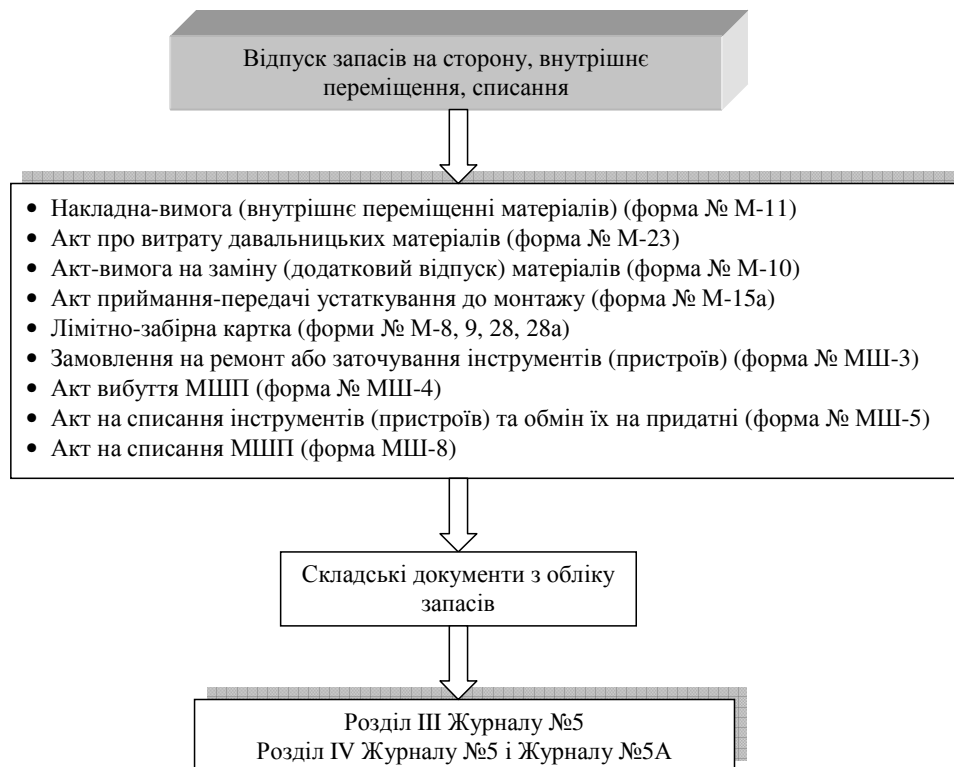 Відпуск запасів на сторону, внутрішнє
переміщення, списання
• Накладна-вимога (внутрішнє переміщенні матеріалів) (форма № М-11)
• Акт про витрату давальницьких матеріалів (форма № М-23)
• Акт-вимога на заміну (додатковий відпуск) матеріалів (форма № М-10)
• Акт приймання-передачі устаткування до монтажу (форма № М-15а)
• Лімітно-забірна картка (форми № М-8, 9, 28, 28а)
• Замовлення на ремонт або заточування інструментів (пристроїв) (форма № МШ-3)
• Акт вибуття МШП (форма № МШ-4)
• Акт на списання інструментів (пристроїв) та обмін їх на придатні (форма № МШ-5)
• Акт на списання МШП (форма МШ-8)
Складські документи з обліку
запасів
Розділ III Журналу №5
Розділ IV Журналу №5 і Журналу №5А